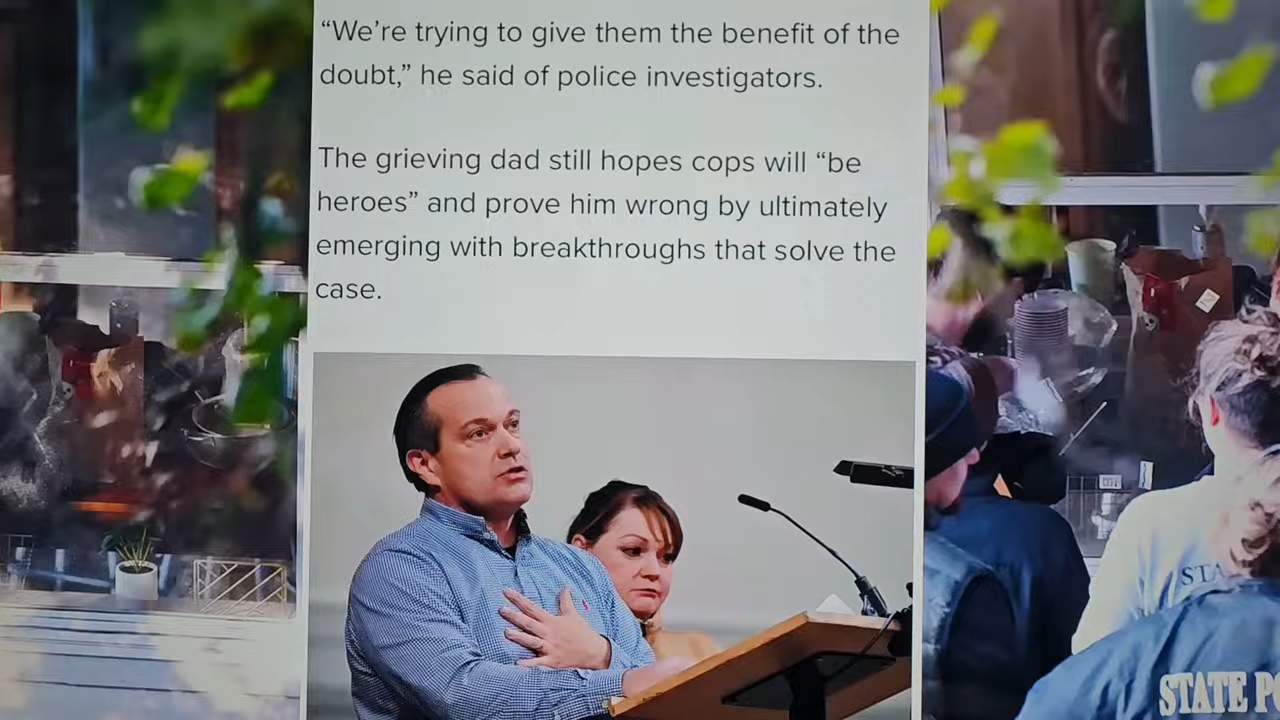 “We’re trying to give them the benefit of the
doubt,” he said of police investigators.
The grieving dad still hopes cops will “be
heroes” and prove him wrong by ultimately
emerging with breakthroughs that solve the
case.
STA
STATE PO